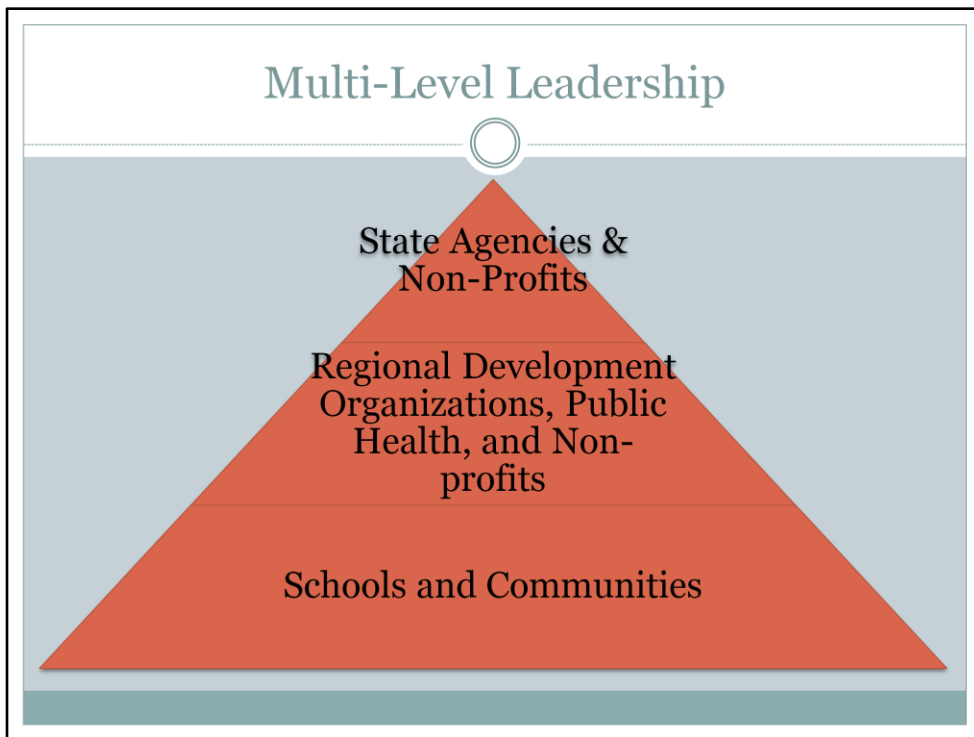 Multi-Level Leadership
State Agencies &
Non-Profits
Regional Development
Organizations, Public
Health, and Non-
profits
Schools and Communities